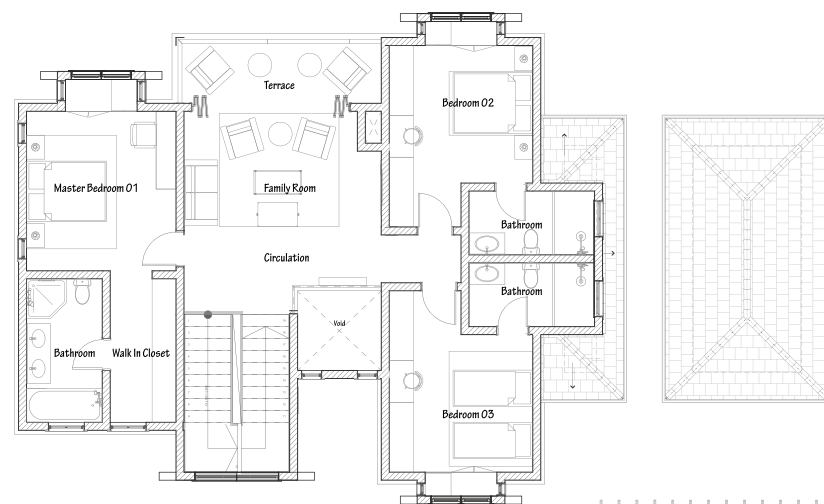 Terrace
Bedroom 02
Master Bedroom 01
Family Room
Bathroom
Circulation
Bathroom
Void
Bathroom
Walk In Closet
Bedroom 03